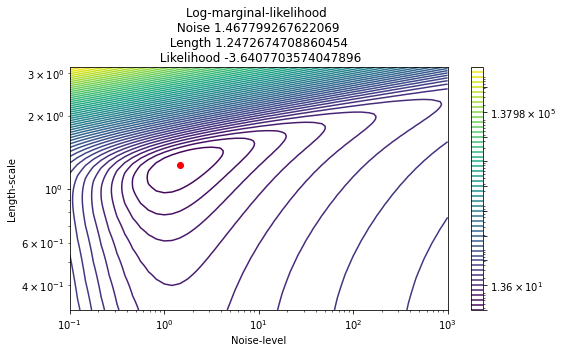 Log-marginal-likelihood
Noise 1.467799267622069
Length 1.2472674708860454
Likelihood -3.6407703574047896
3 × 10⁰
2 × 10⁰
10⁰
6 × 10⁻¹
4 × 10⁻¹
Length-scale
10⁻¹ 10⁰ 10¹ 10² 10³
Noise-level
1.3798 × 10⁵
1.36 × 10¹